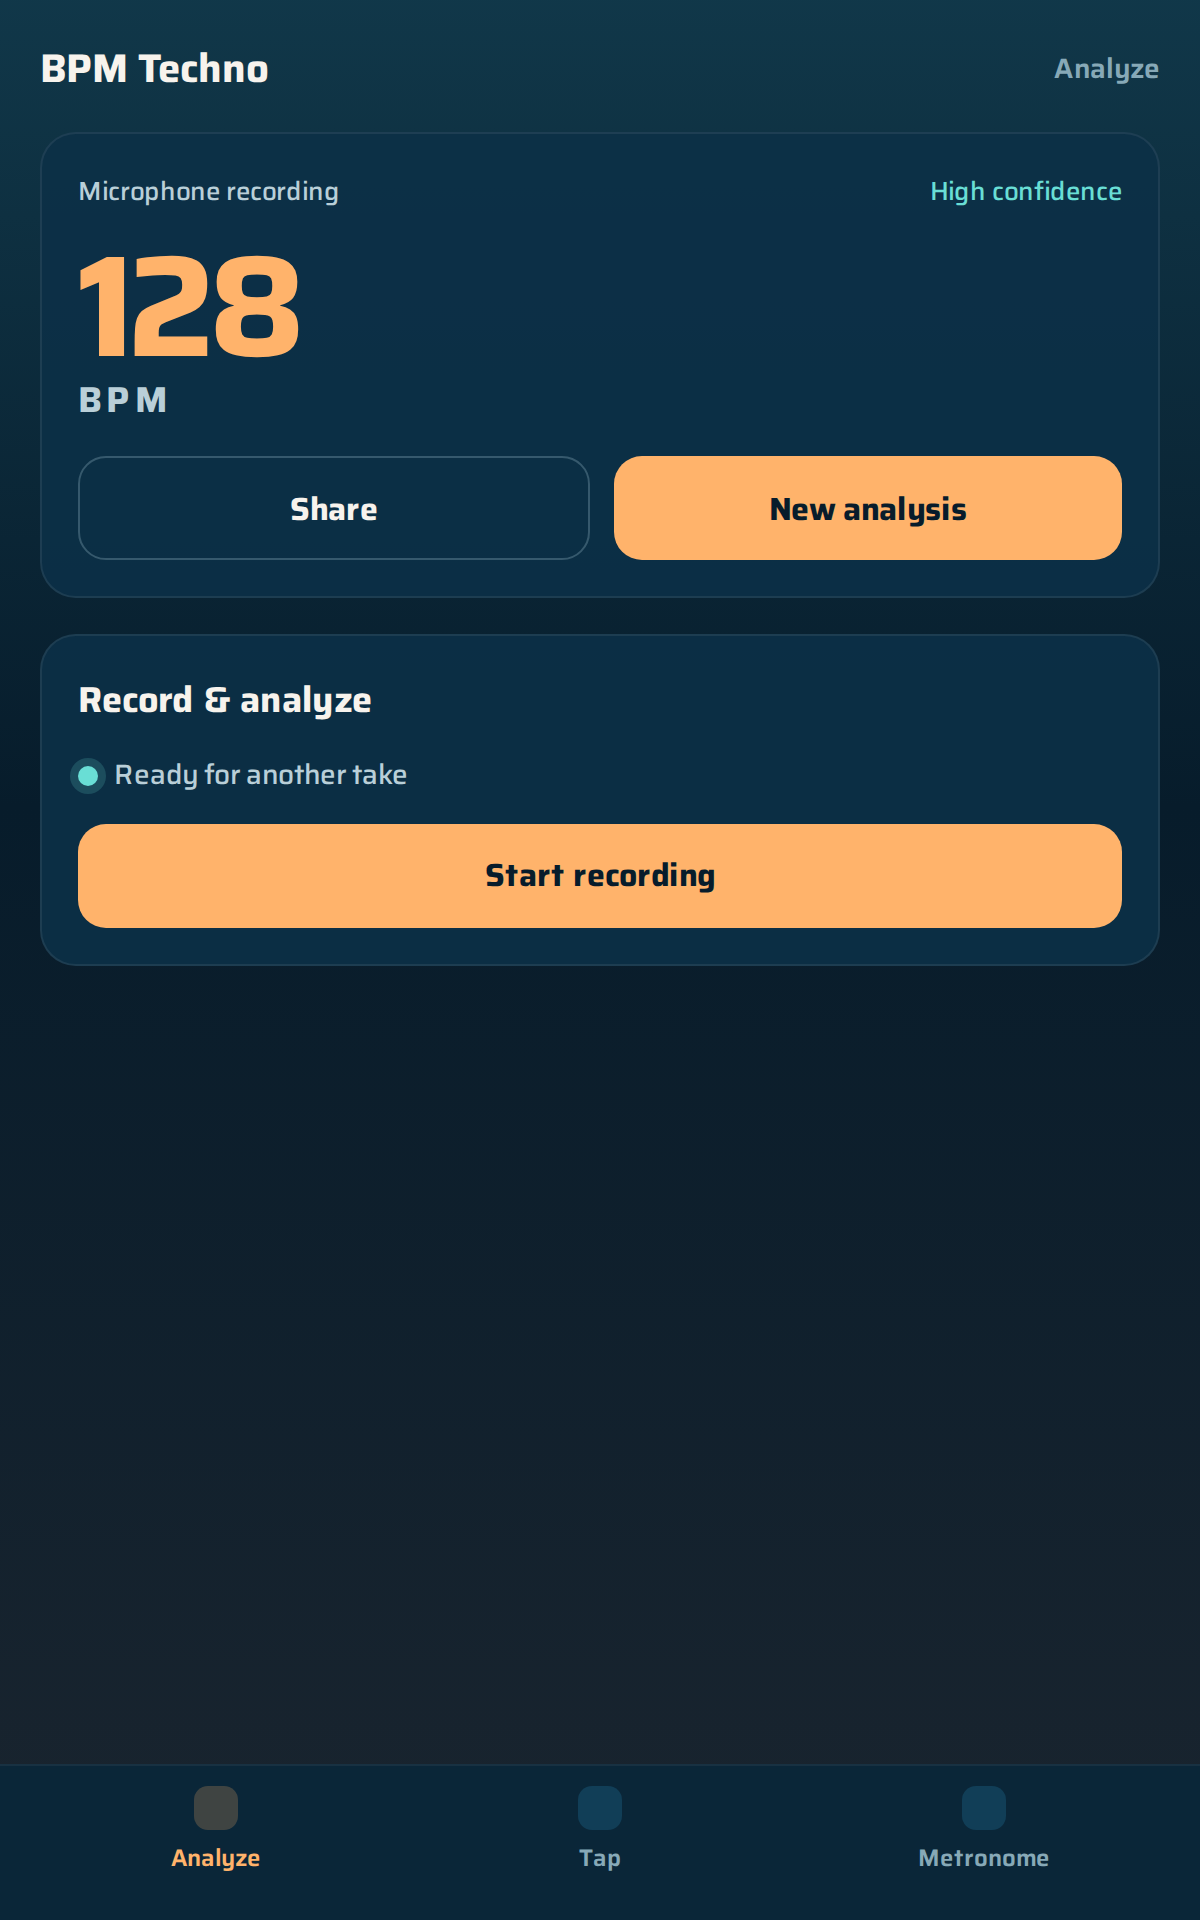 BPM Techno
Analyze
Microphone recording
High confidence
128
BPM
Share
New analysis
Record & analyze
Ready for another take
Start recording
Analyze
Tap
Metronome